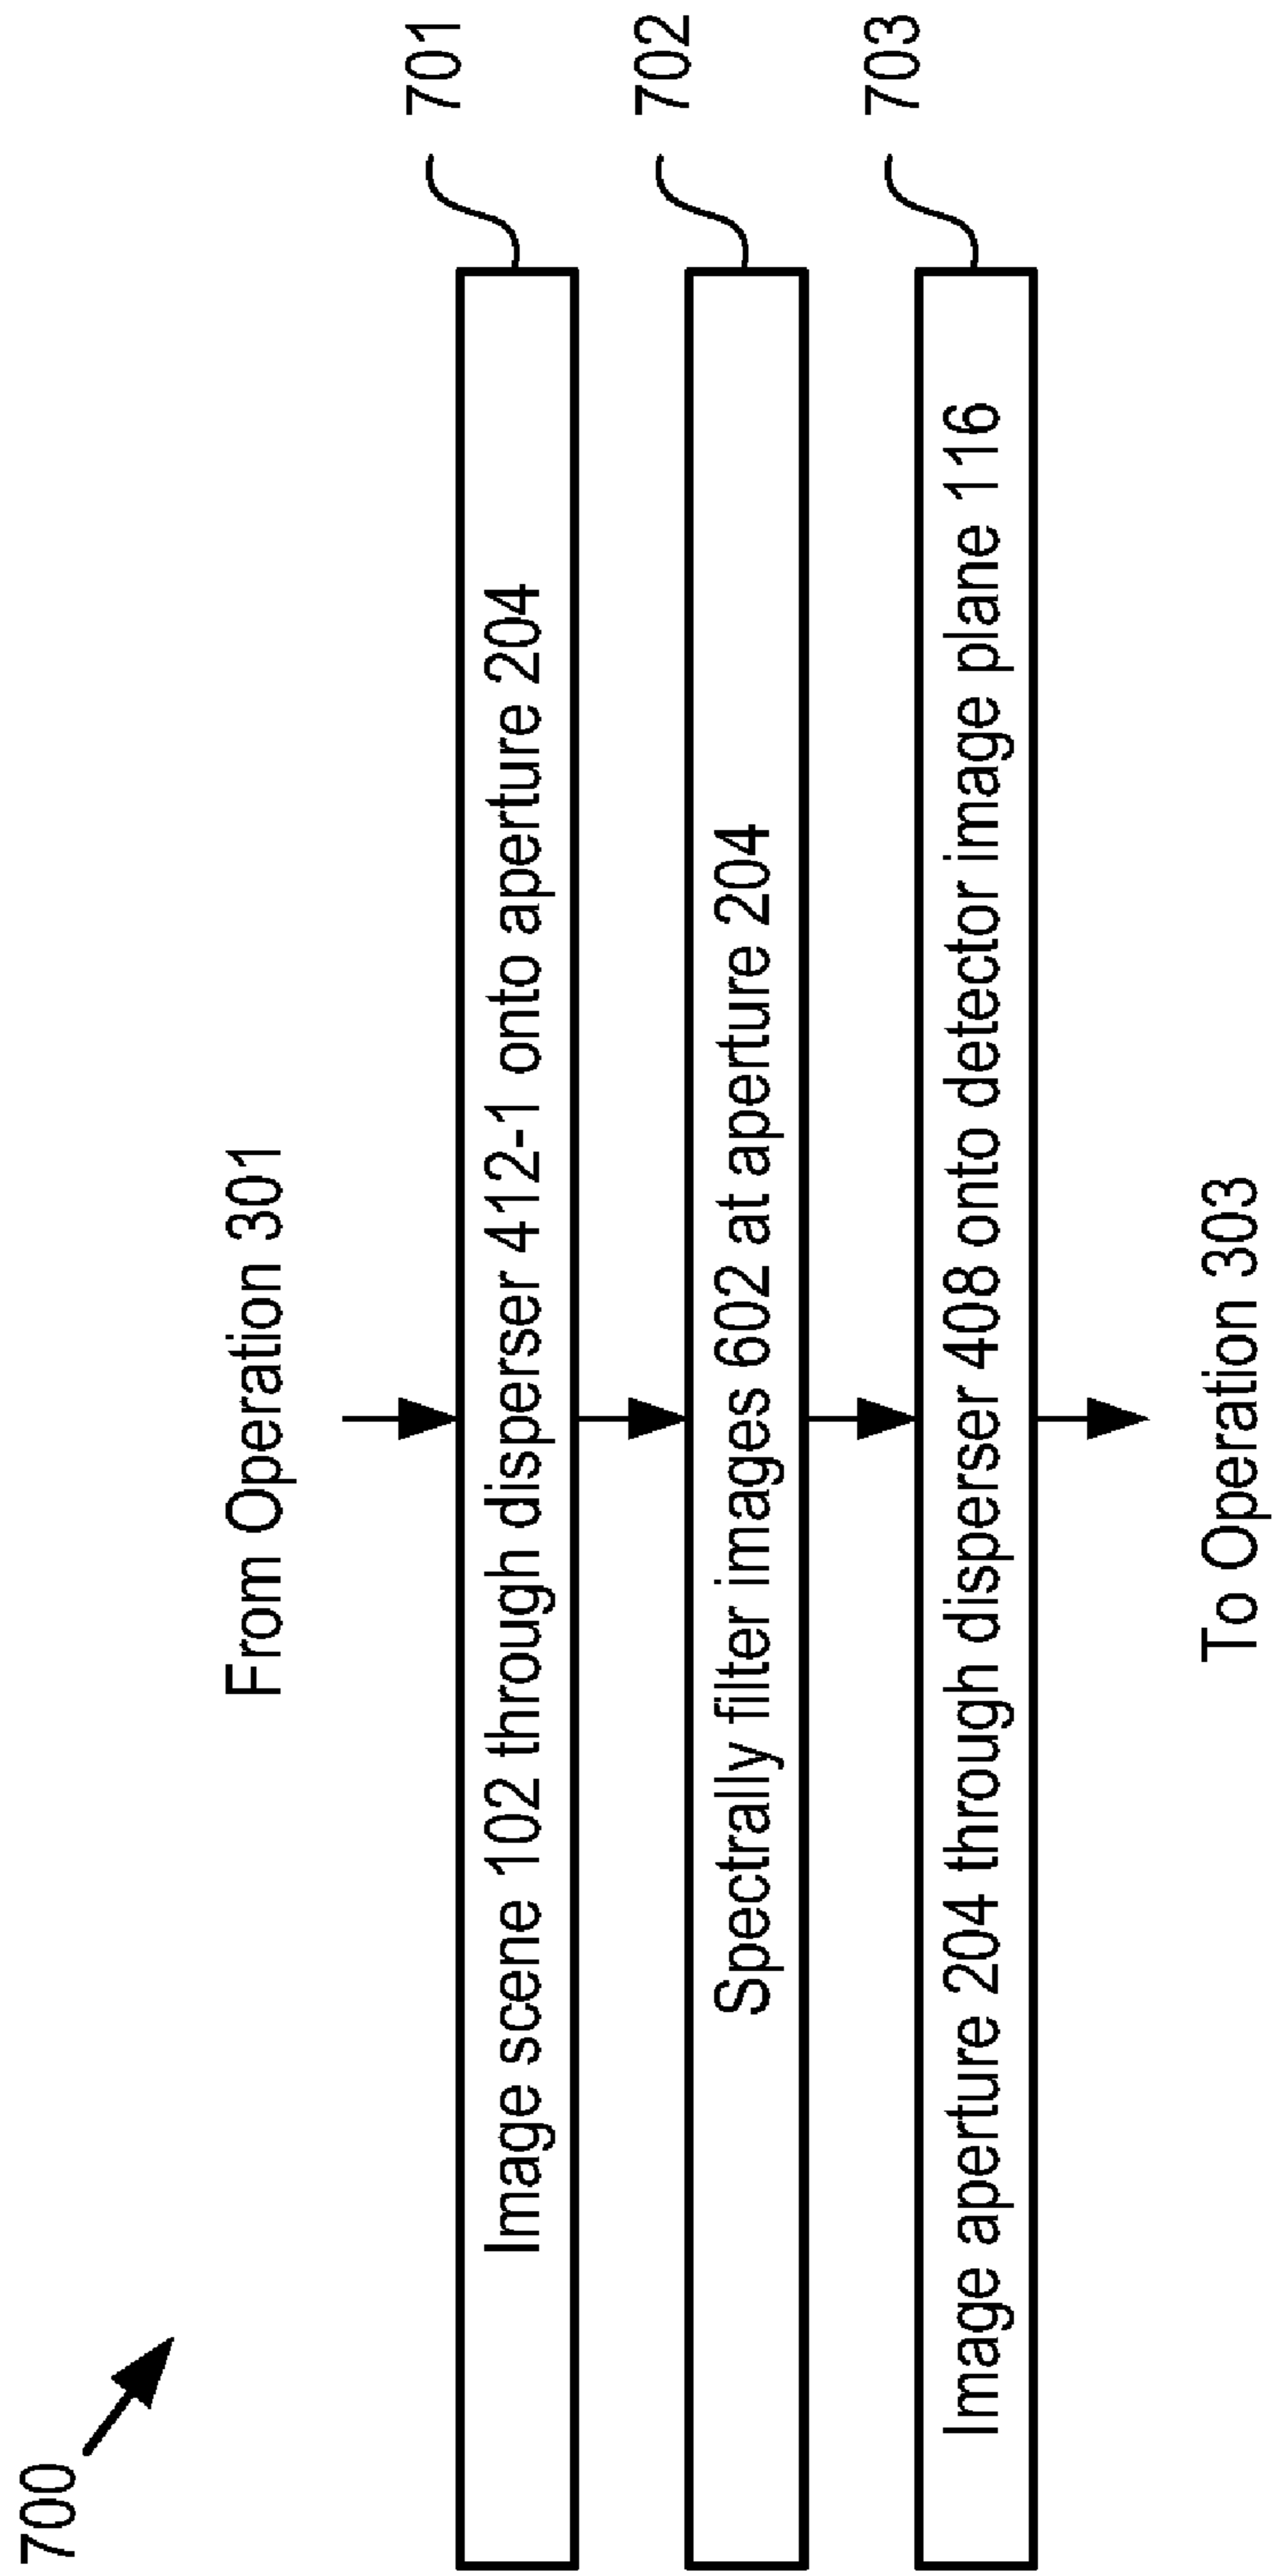 700
From Operation 301
Image scene 102 through disperser 412-1 onto aperture 204
701
Spectrally filter images 602 at aperture 204
702
Image aperture 204 through disperser 408 onto detector image plane 116
703
To Operation 303